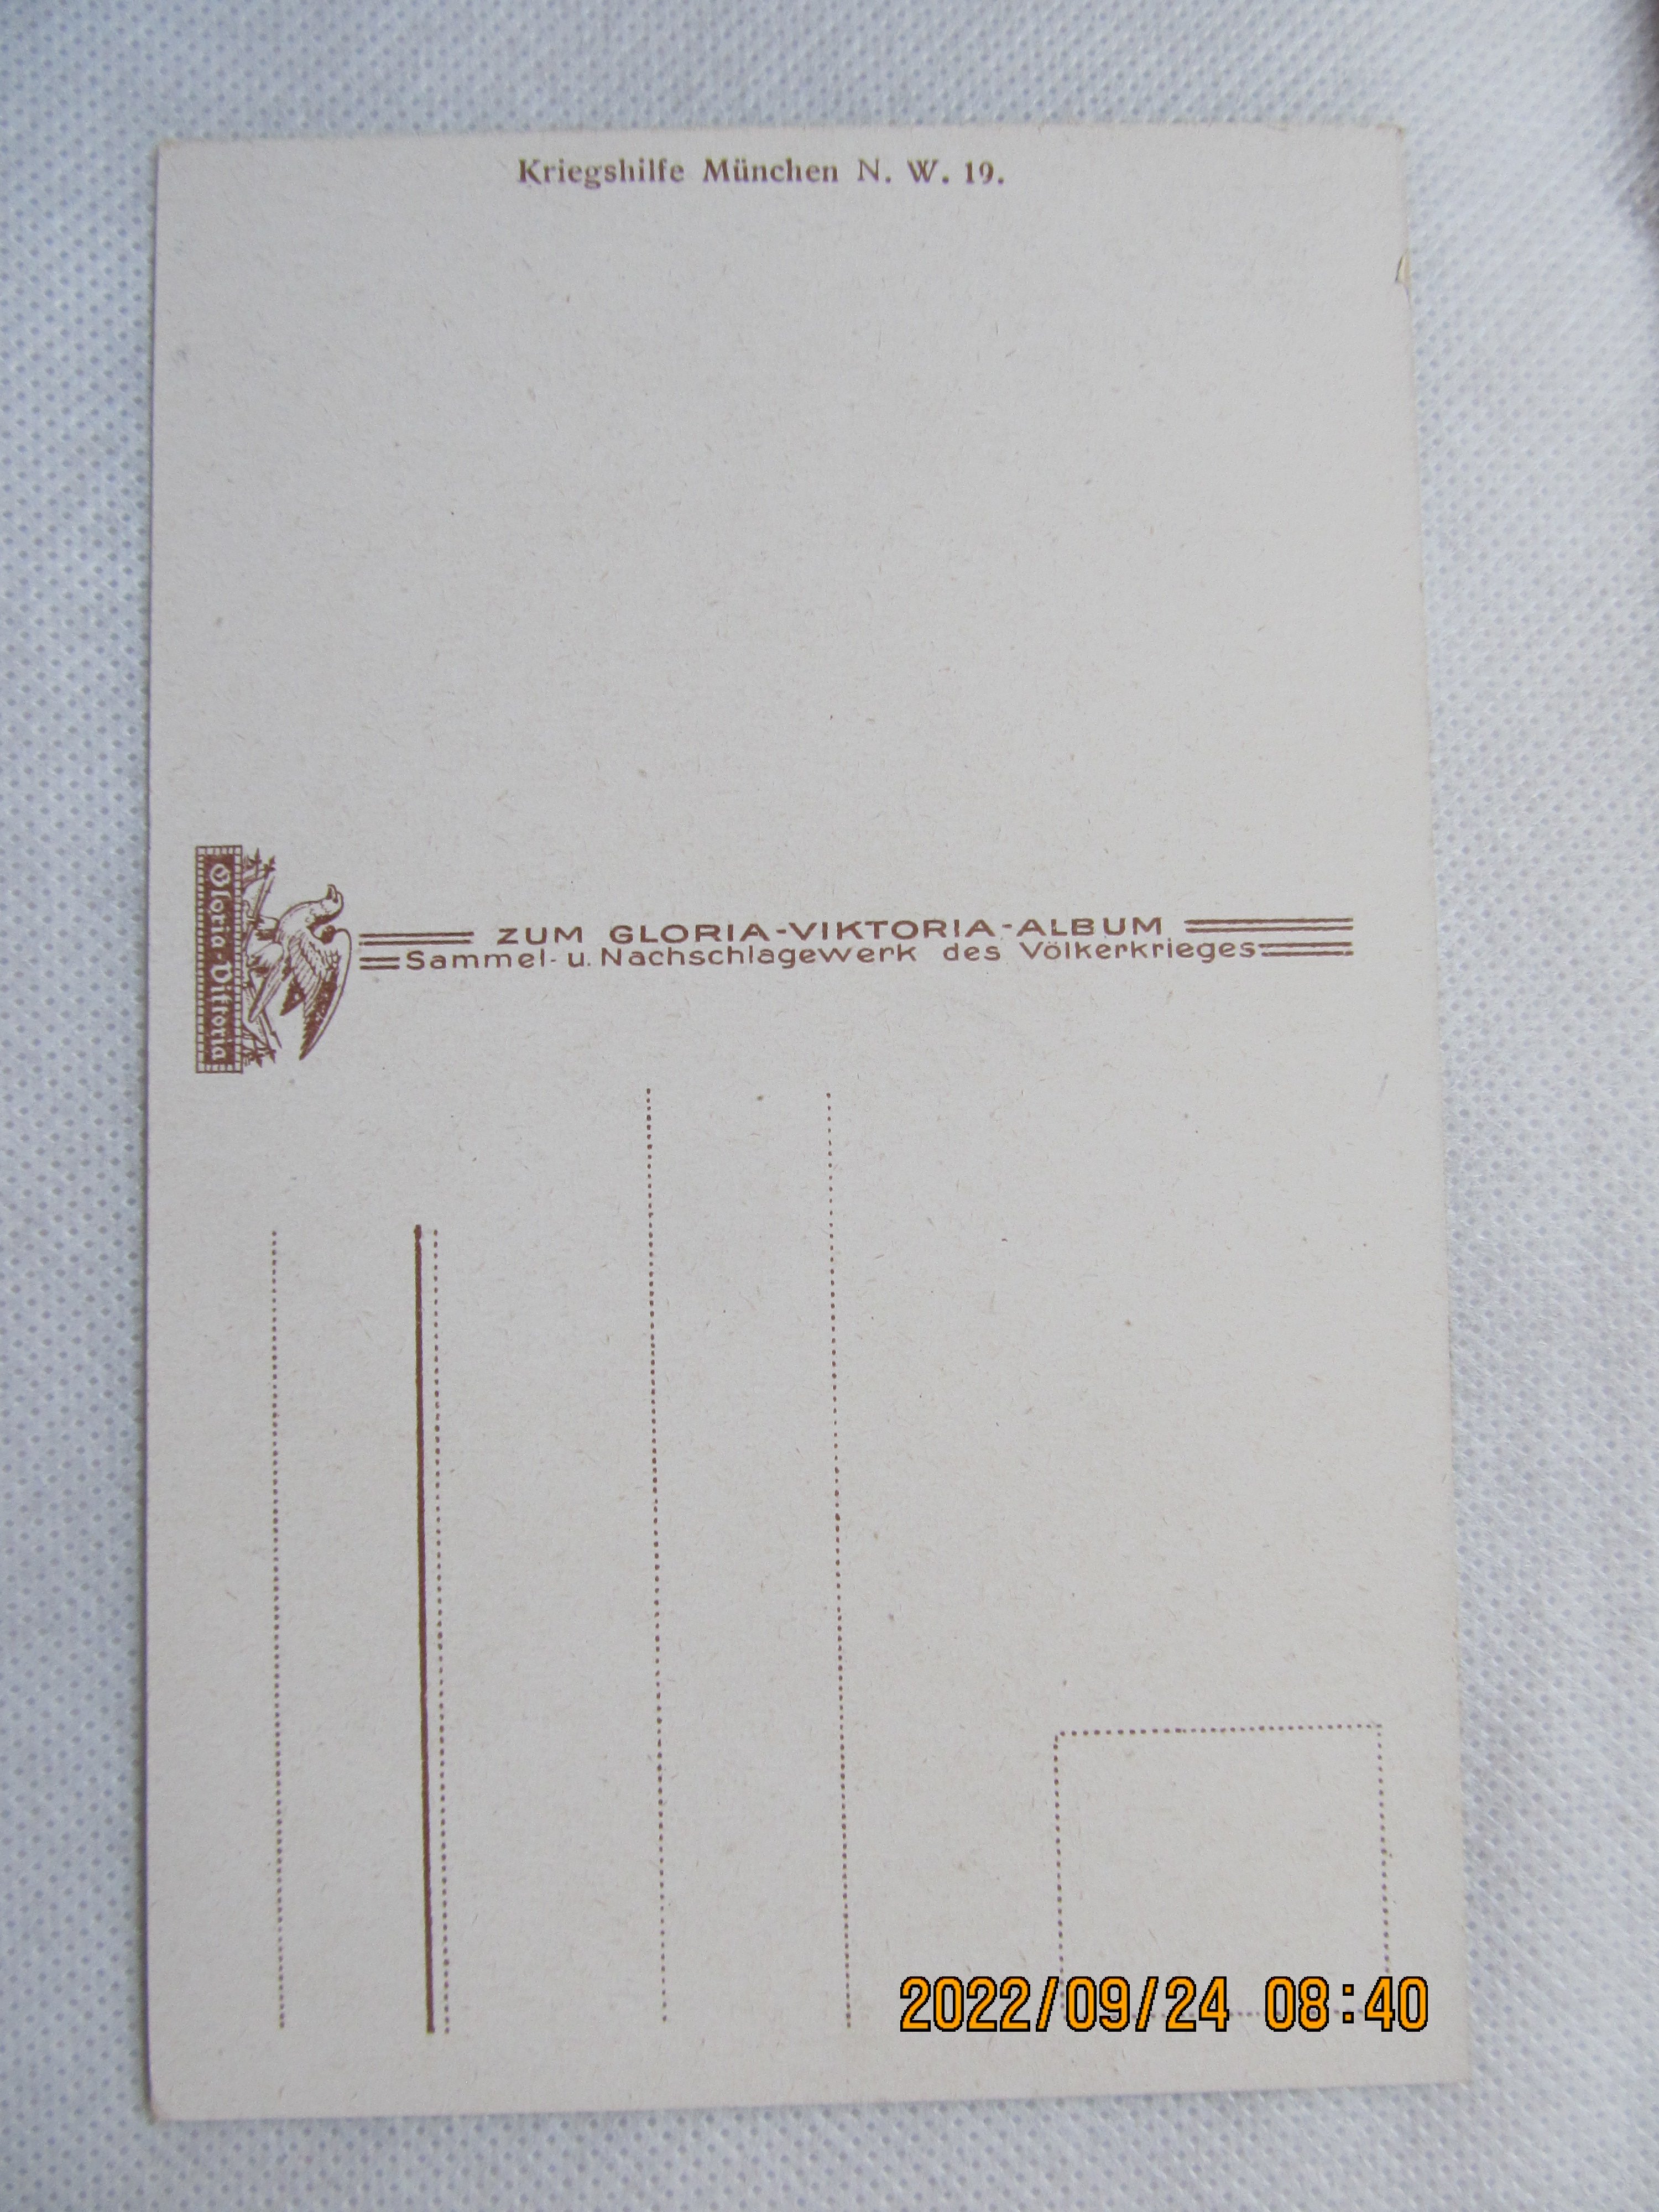 Kriegshilfe München N. W. 19.
Gloria-Viktoria
ZUM GLORIA-VIKTORIA-ALBUM
Sammel- u. Nachschlagewerk des Völkerkrieges
2022/09/24 08:40